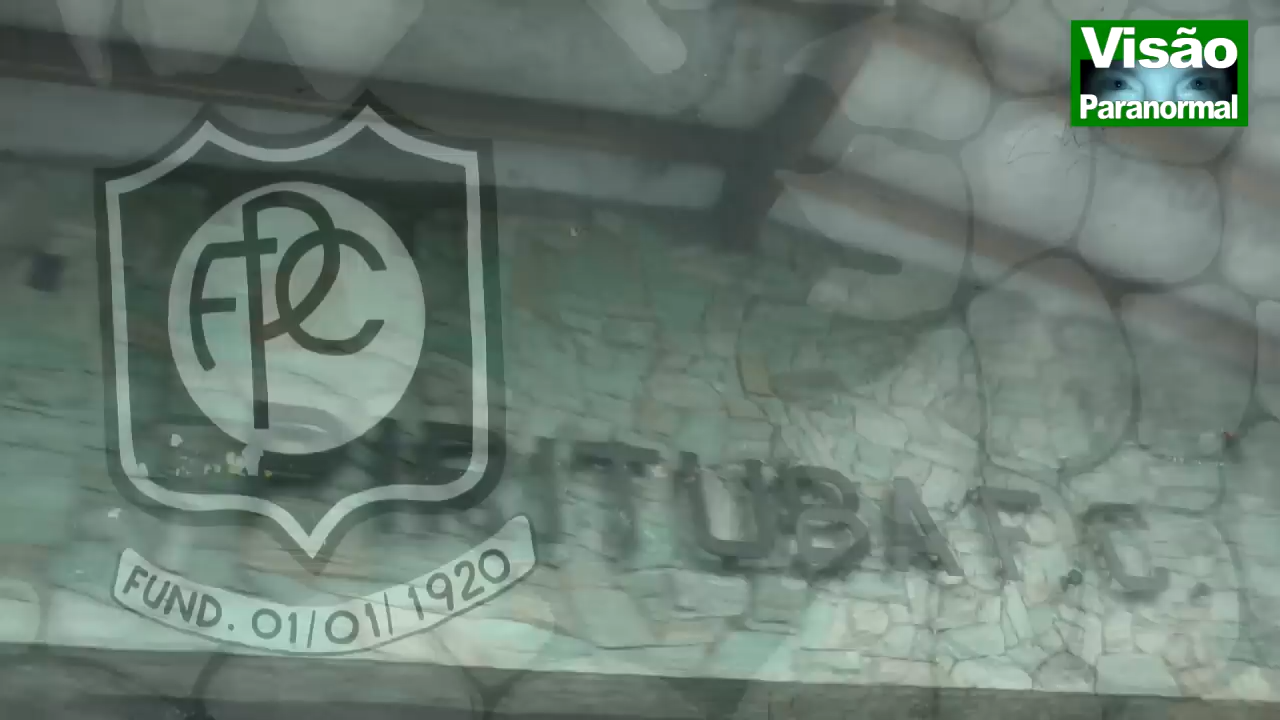 Visão
Paranormal
FPC
ITUBA F.C.
FUND. 01/01/1920